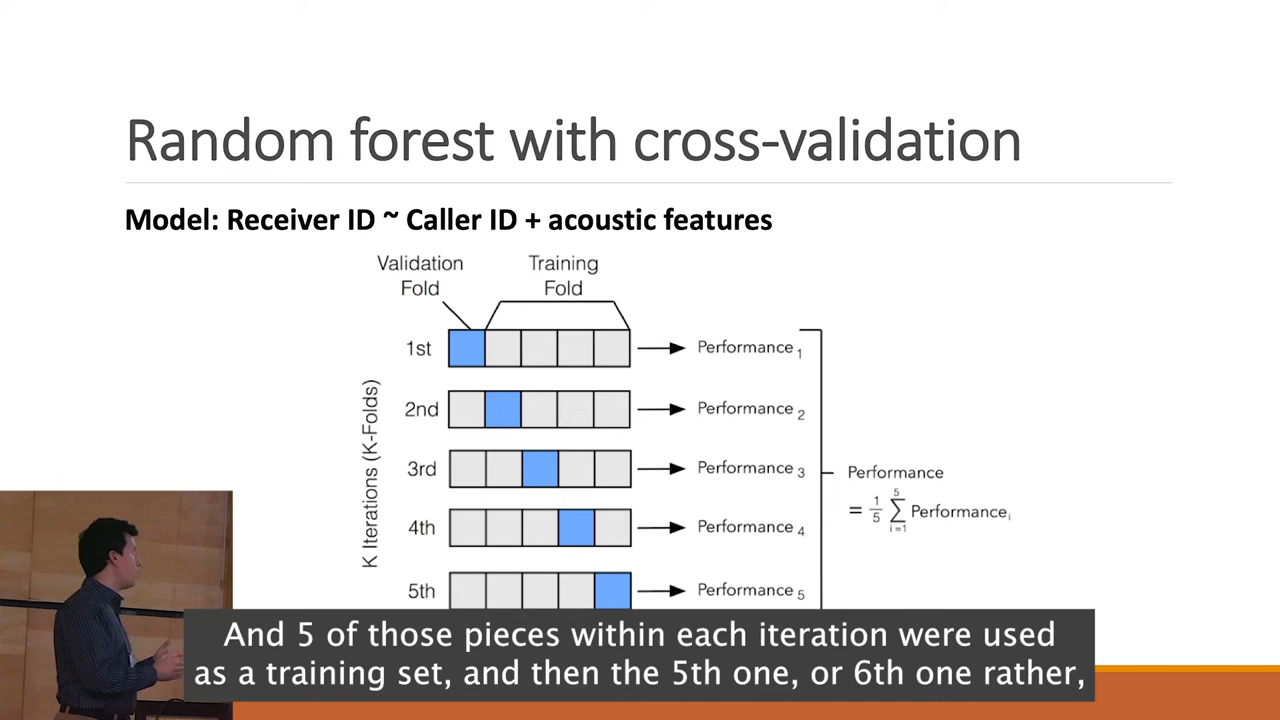 Random forest with cross-validation
Model: Receiver ID ~ Caller ID + acoustic features
Validation Fold
Training Fold
K Iterations (K-Folds)
1st Performance 1
2nd Performance 2
3rd Performance 3
4th Performance 4
5th Performance 5
Performance
= 1/5 5 ∑ i=1 Performance i
And 5 of those pieces within each iteration were used
as a training set, and then the 5th one, or 6th one rather,